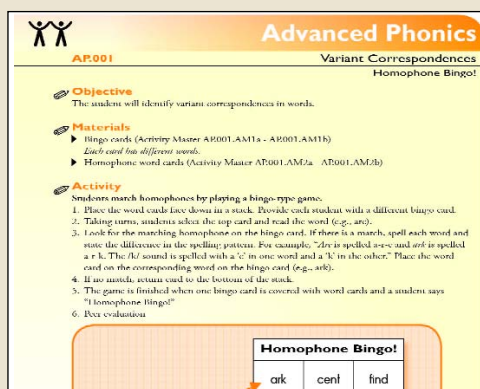 Advanced Phonics
AP.001
Variant Correspondences
Homophone Bingo!
Objective
The student will identify variant correspondences in words.
Materials
Bingo cards (Activity Master AP.001.AM1a - AP.001.AM1b)
Each card has different words.
Homophone word cards (Activity Master AP.001.AM2a - AP.001.AM2b)
Activity
Students match homophones by playing a bingo-type game.
1. Place the word cards face down in a stack. Provide each student with a different bingo card.
2. Taking turns, students select the top card and read the word (e.g., arc).
3. Look for the matching homophone on the bingo card. If there is a match, spell each word and
state the difference in the spelling pattern. For example, "Arc is spelled a-r-c and ark is spelled
a-r-k. The /k/ sound is spelled with a 'c' in one word and a 'k' in the other." Place the word
card on the corresponding word on the bingo card (e.g., ark).
4. If no match, return card to the bottom of the stack.
5. The game is finished when one bingo card is covered with word cards and a student says
"Homophone Bingo!"
6. Peer evaluation
Homophone Bingo!
ark cent find